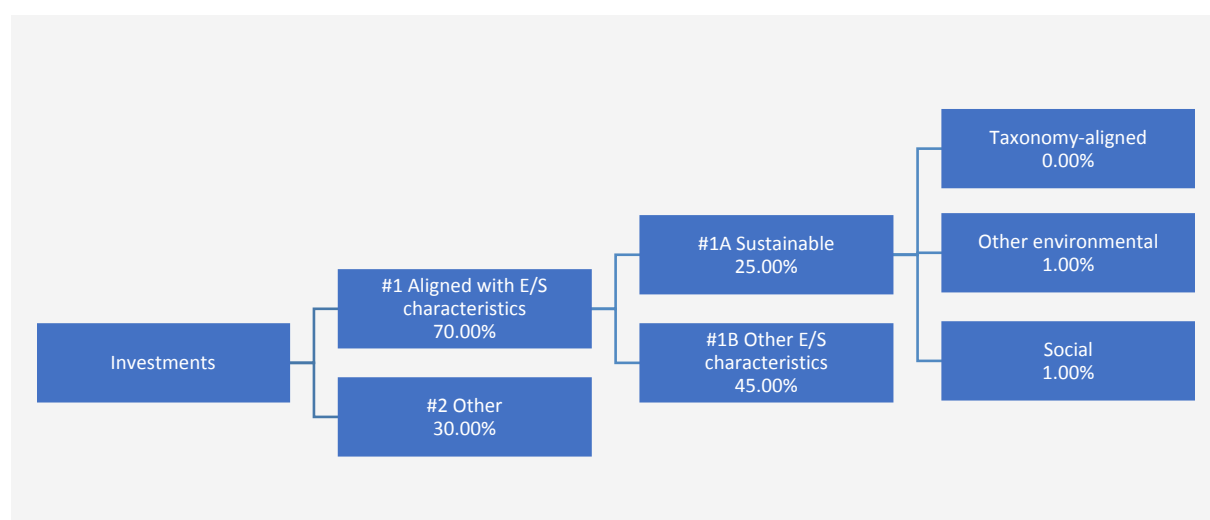 Investments
#1 Aligned with E/S
characteristics
70.00%
#2 Other
30.00%
#1A Sustainable
25.00%
#1B Other E/S
characteristics
45.00%
Taxonomy-aligned
0.00%
Other environmental
1.00%
Social
1.00%